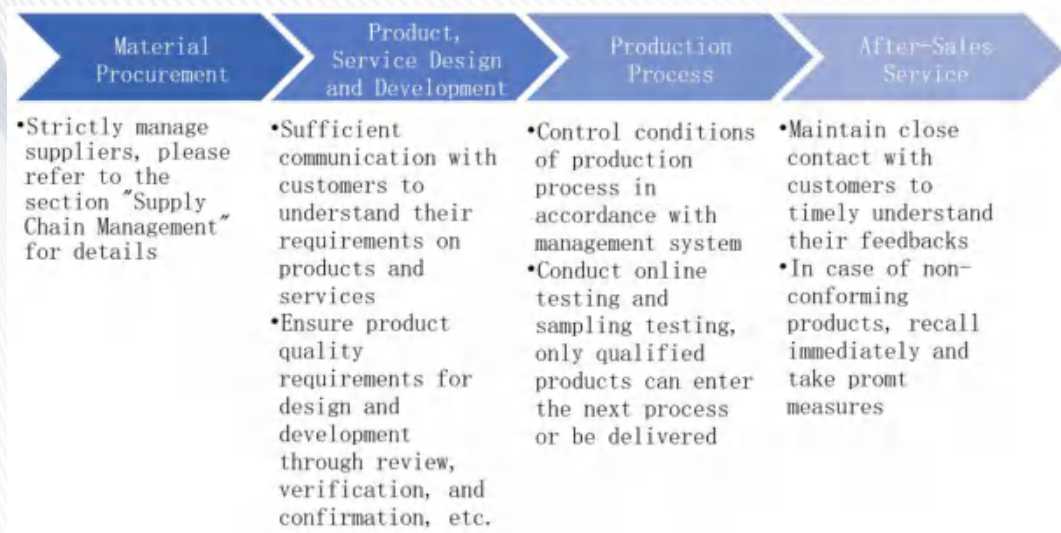 Material
Procurement
Product,
Service Design
and Development
Production
Process
After-Sales
Service
•Strictly manage
suppliers, please
refer to the
section "Supply
Chain Management"
for details
•Sufficient
communication with
customers to
understand their
requirements on
products and
services
•Ensure product
quality
requirements for
design and
development
through review,
verification, and
confirmation, etc.
•Control conditions
of production
process in
accordance with
management system
•Conduct online
testing and
sampling testing,
only qualified
products can enter
the next process
or be delivered
•Maintain close
contact with
customers to
timely understand
their feedbacks
•In case of non-
conforming
products, recall
immediately and
take promt
measures